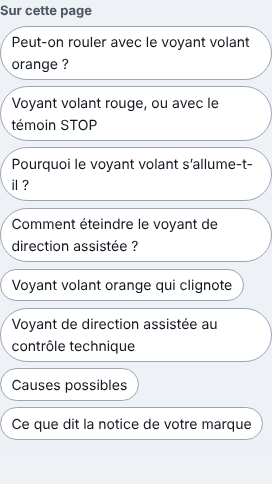 Sur cette page
Peut-on rouler avec le voyant volant
orange ?
Voyant volant rouge, ou avec le
témoin STOP
Pourquoi le voyant volant s’allume-t-
il ?
Comment éteindre le voyant de
direction assistée ?
Voyant volant orange qui clignote
Voyant de direction assistée au
contrôle technique
Causes possibles
Ce que dit la notice de votre marque